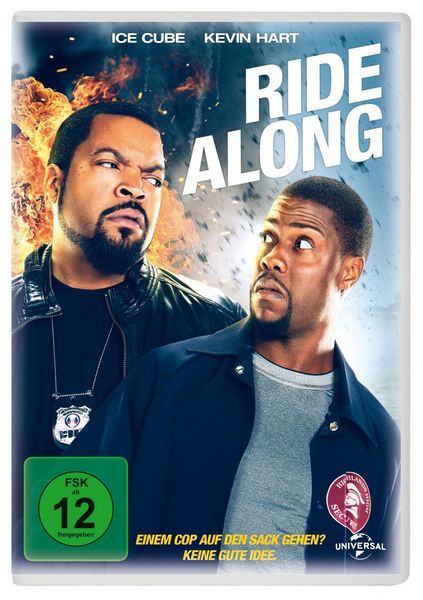 ICE CUBE KEVIN HART
RIDE
ALONG
FSK
ab
12
freigegeben
EINEM COP AUF DEN SACK GEHEN?
KEINE GUTE IDEE.
UNIVERSAL